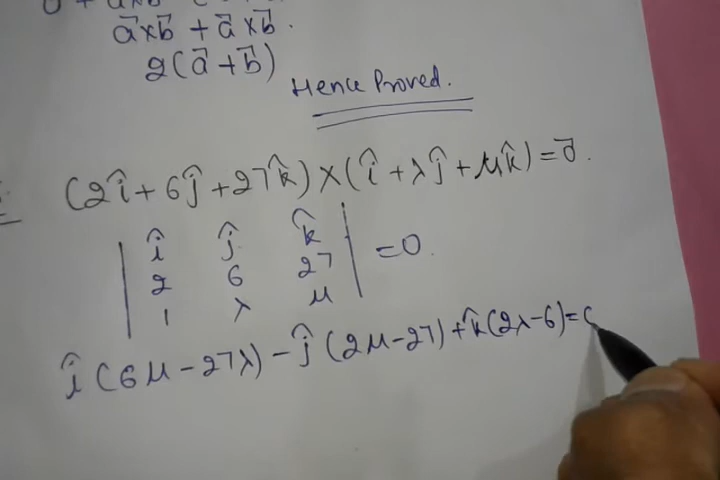 a⃗×b⃗ + a⃗×b⃗.
2(a⃗+b⃗)
Hence Proved.
(2î+6ĵ+27k̂)×(î+λĵ+μk̂)=0⃗.
| î ĵ k̂ |
| 2 6 27 | =0.
| 1 λ μ |
î(6μ-27λ)-ĵ(2μ-27)+k̂(2λ-6)=